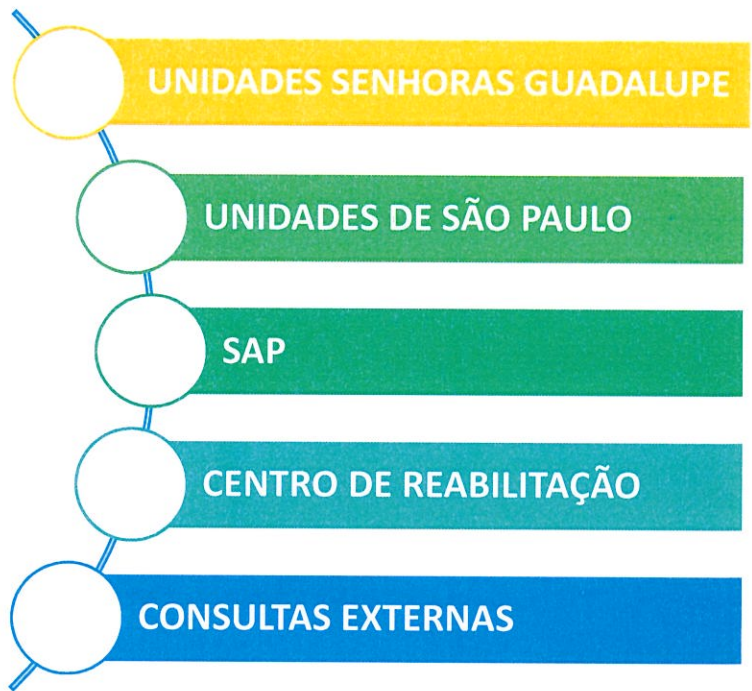 UNIDADES SENHORAS GUADALUPE
UNIDADES DE SÃO PAULO
SAP
CENTRO DE REABILITAÇÃO
CONSULTAS EXTERNAS